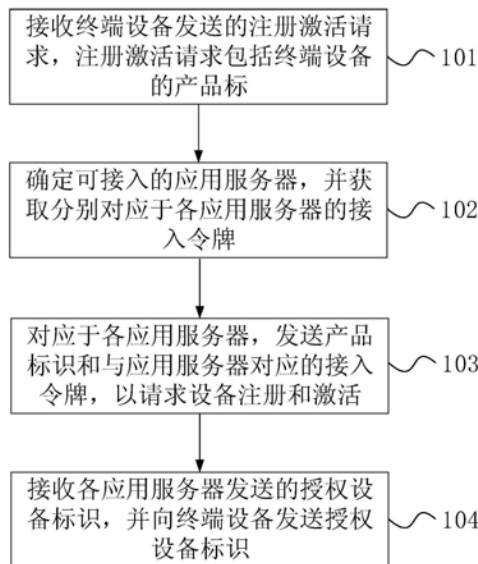 接收终端设备发送的注册激活请
求，注册激活请求包括终端设备
的产品标
101
确定可接入的应用服务器，并获
取分别对应于各应用服务器的接
入令牌
102
对应于各应用服务器，发送产品
标识和与应用服务器对应的接入
令牌，以请求设备注册和激活
103
接收各应用服务器发送的授权设
备标识，并向终端设备发送授权
设备标识
104